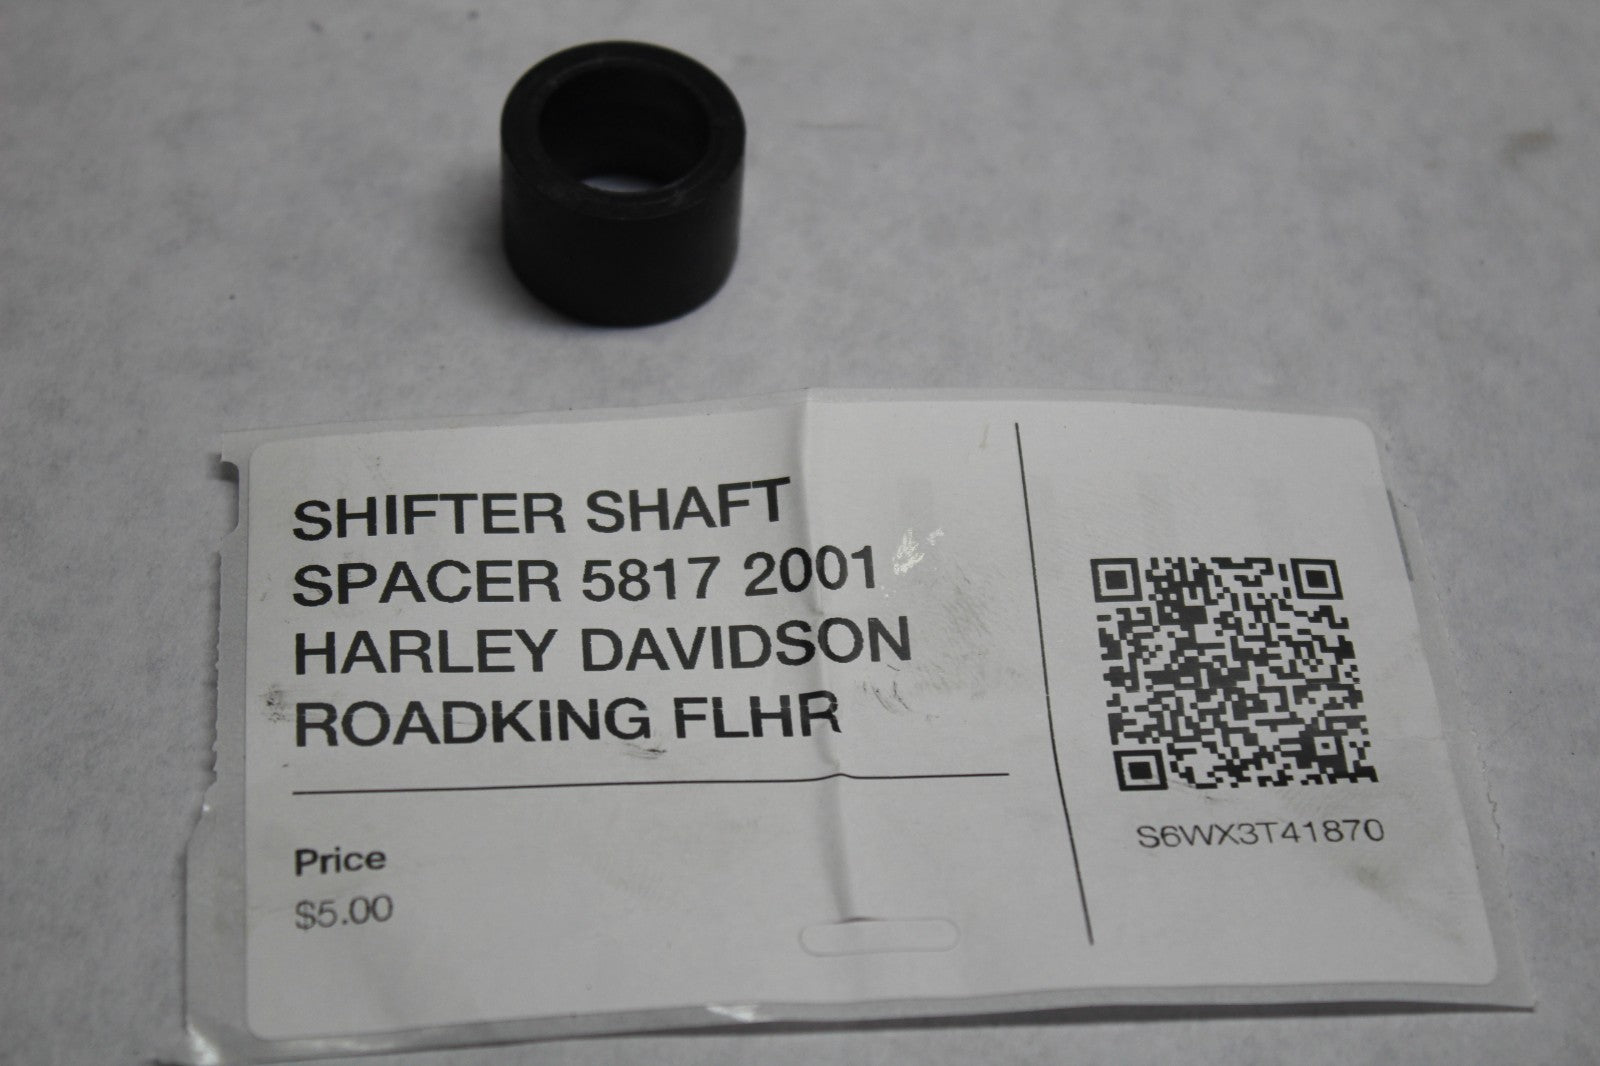 SHIFTER SHAFT
SPACER 5817 2001
HARLEY DAVIDSON
ROADKING FLHR
Price
$5.00
S6WX3T41870